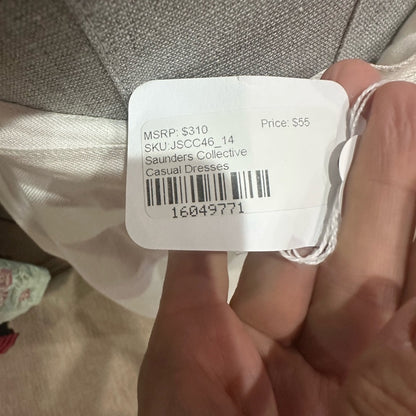 MSRP: $310 Price: $55
SKU:JSCC46_14
Saunders Collective
Casual Dresses
16049771